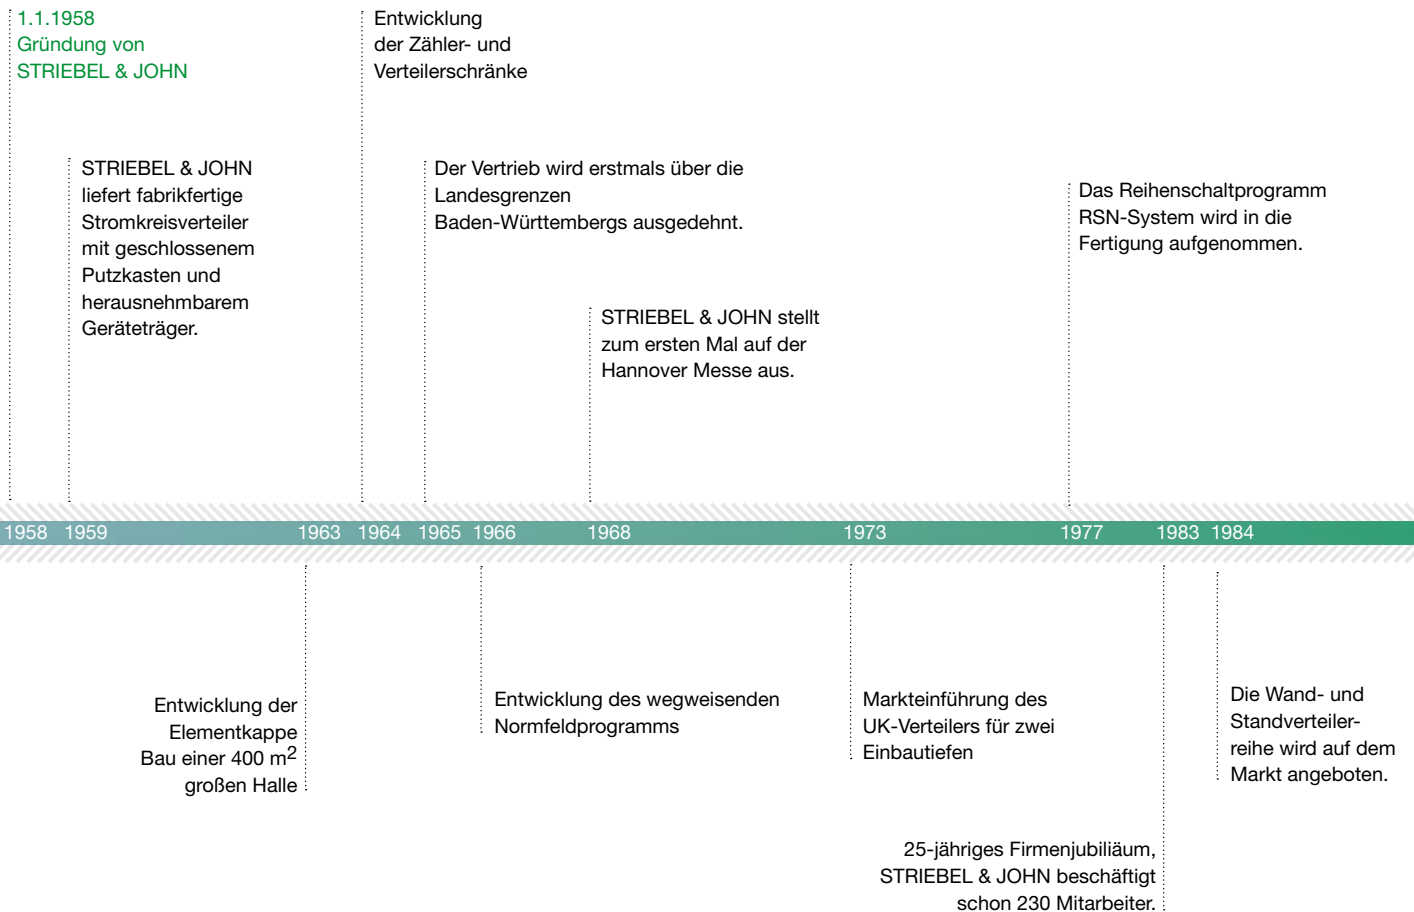 1.1.1958
Gründung von
STRIEBEL & JOHN
Entwicklung
der Zähler- und
Verteilerschränke
STRIEBEL & JOHN
liefert fabrikfertige
Stromkreisverteiler
mit geschlossenem
Putzkasten und
herausnehmbarem
Geräteträger.
Der Vertrieb wird erstmals über die
Landesgrenzen
Baden-Württembergs ausgedehnt.
Das Reihenschaltprogramm
RSN-System wird in die
Fertigung aufgenommen.
STRIEBEL & JOHN stellt
zum ersten Mal auf der
Hannover Messe aus.
1958 1959 1963 1964 1965 1966 1968 1973 1977 1983 1984
Entwicklung der
Elementkappe
Bau einer 400 m2
großen Halle
Entwicklung des wegweisenden
Normfeldprogramms
Markteinführung des
UK-Verteilers für zwei
Einbautiefen
Die Wand- und
Standverteiler-
reihe wird auf dem
Markt angeboten.
25-jähriges Firmenjubiliäum,
STRIEBEL & JOHN beschäftigt
schon 230 Mitarbeiter.